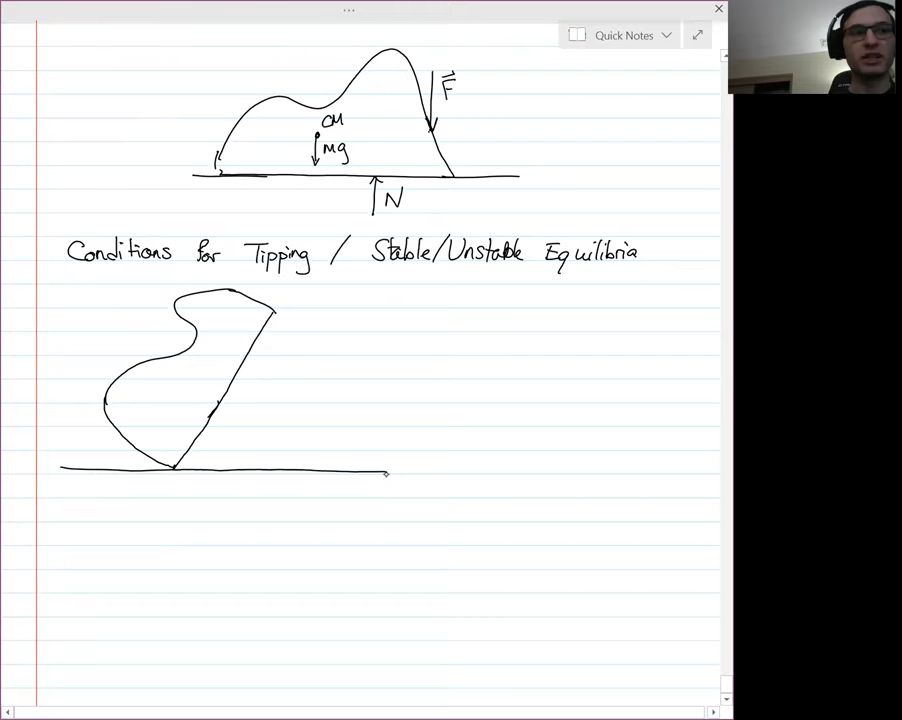 Quick Notes
F
CM
Mg
N
Conditions for Tipping / Stable/Unstable Equilibria